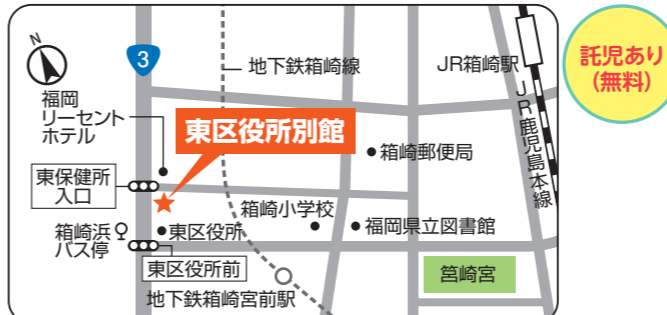 N
3
福岡
リーセント
ホテル
地下鉄箱崎線
JR箱崎駅
JR鹿児島本線
託児あり
(無料)
東区役所別館
箱崎郵便局
東保健所
入口
箱崎小学校
福岡県立図書館
箱崎浜
バス停
東区役所
東区役所前
地下鉄箱崎宮前駅
筥崎宮